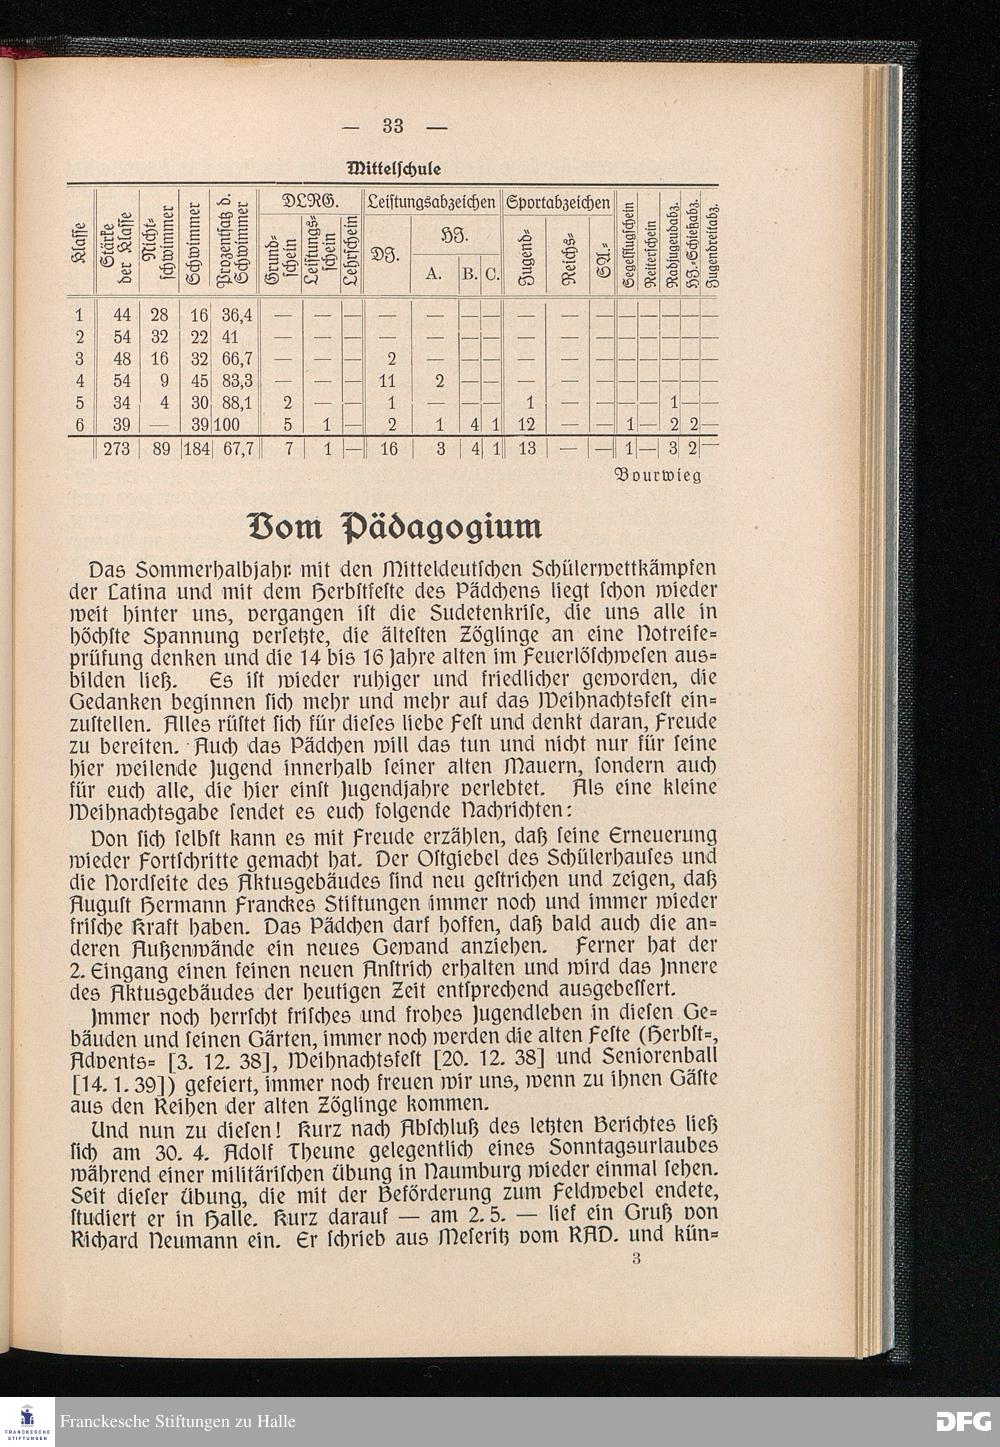 — 33 —
Mittelschule
Klasse | Stärke der Klasse | Nicht-schwimmer | Schwimmer | Prozensatz d. Schwimmer | DLRG. | Leistungsabzeichen | Sportabzeichen | Segelflugschein | Reiterschein | Radjugendabz. | HJ.-Schießabz. | Jugendreitabz.
Grund-schein | Leistungs-schein | Lehrschein | DJ. | HJ. | Jugend- | Reichs- | SA.-
A. | B. | C.
1 | 44 | 28 | 16 | 36,4 | — | — | — | — | — | — | — | — | — | — | — | — | — | — | —
2 | 54 | 32 | 22 | 41 | — | — | — | — | — | — | — | — | — | — | — | — | — | — | —
3 | 48 | 16 | 32 | 66,7 | — | — | — | 2 | — | — | — | — | — | — | — | — | — | — | —
4 | 54 | 9 | 45 | 83,3 | — | — | — | 11 | 2 | — | — | — | — | — | — | — | — | — | —
5 | 34 | 4 | 30 | 88,1 | 2 | — | — | 1 | — | — | — | 1 | — | — | — | — | 1 | — | —
6 | 39 | — | 39 | 100 | 5 | 1 | — | 2 | 1 | 4 | 1 | 12 | — | — | 1 | — | 2 | 2 | —
273 | 89 | 184 | 67,7 | 7 | 1 | — | 16 | 3 | 4 | 1 | 13 | — | — | 1 | — | 3 | 2 | —
Bourwieg
Vom Pädagogium
Das Sommerhalbjahr mit den Mitteldeutschen Schülerwettkämpfen
der Latina und mit dem Herbstfeste des Pädchens liegt schon wieder
weit hinter uns, vergangen ist die Sudetenkrise, die uns alle in
höchste Spannung versetzte, die ältesten Zöglinge an eine Notreife-
prüfung denken und die 14 bis 16 Jahre alten im Feuerlöschwesen aus-
bilden ließ. Es ist wieder ruhiger und friedlicher geworden, die
Gedanken beginnen sich mehr und mehr auf das Weihnachtsfest ein-
zustellen. Alles rüstet sich für dieses liebe Fest und denkt daran, Freude
zu bereiten. Auch das Pädchen will das tun und nicht nur für seine
hier weilende Jugend innerhalb seiner alten Mauern, sondern auch
für euch alle, die hier einst Jugendjahre verlebtet. Als eine kleine
Weihnachtsgabe sendet es euch folgende Nachrichten:
Von sich selbst kann es mit Freude erzählen, daß seine Erneuerung
wieder Fortschritte gemacht hat. Der Ostgiebel des Schülerhauses und
die Nordseite des Aktusgebäudes sind neu gestrichen und zeigen, daß
August Hermann Franckes Stiftungen immer noch und immer wieder
frische Kraft haben. Das Pädchen darf hoffen, daß bald auch die an-
deren Außenwände ein neues Gewand anziehen. Ferner hat der
2. Eingang einen feinen neuen Anstrich erhalten und wird das Innere
des Aktusgebäudes der heutigen Zeit entsprechend ausgebessert.
Immer noch herrscht frisches und frohes Jugendleben in diesen Ge-
bäuden und seinen Gärten, immer noch werden die alten Feste (Herbst-,
Advents- [3. 12. 38], Weihnachtsfest [20. 12. 38] und Seniorenball
[14. 1. 39]) gefeiert, immer noch freuen wir uns, wenn zu ihnen Gäste
aus den Reihen der alten Zöglinge kommen.
Und nun zu diesen! Kurz nach Abschluß des letzten Berichtes ließ
sich am 30. 4. Adolf Theune gelegentlich eines Sonntagsurlaubes
während einer militärischen Übung in Naumburg wieder einmal sehen.
Seit dieser Übung, die mit der Beförderung zum Feldwebel endete,
studiert er in Halle. Kurz darauf — am 2. 5. — lief ein Gruß von
Richard Neumann ein. Er schrieb aus Meseritz vom RAD. und kün-
3
FRANCKESCHE STIFTUNGEN
Franckesche Stiftungen zu Halle
DFG